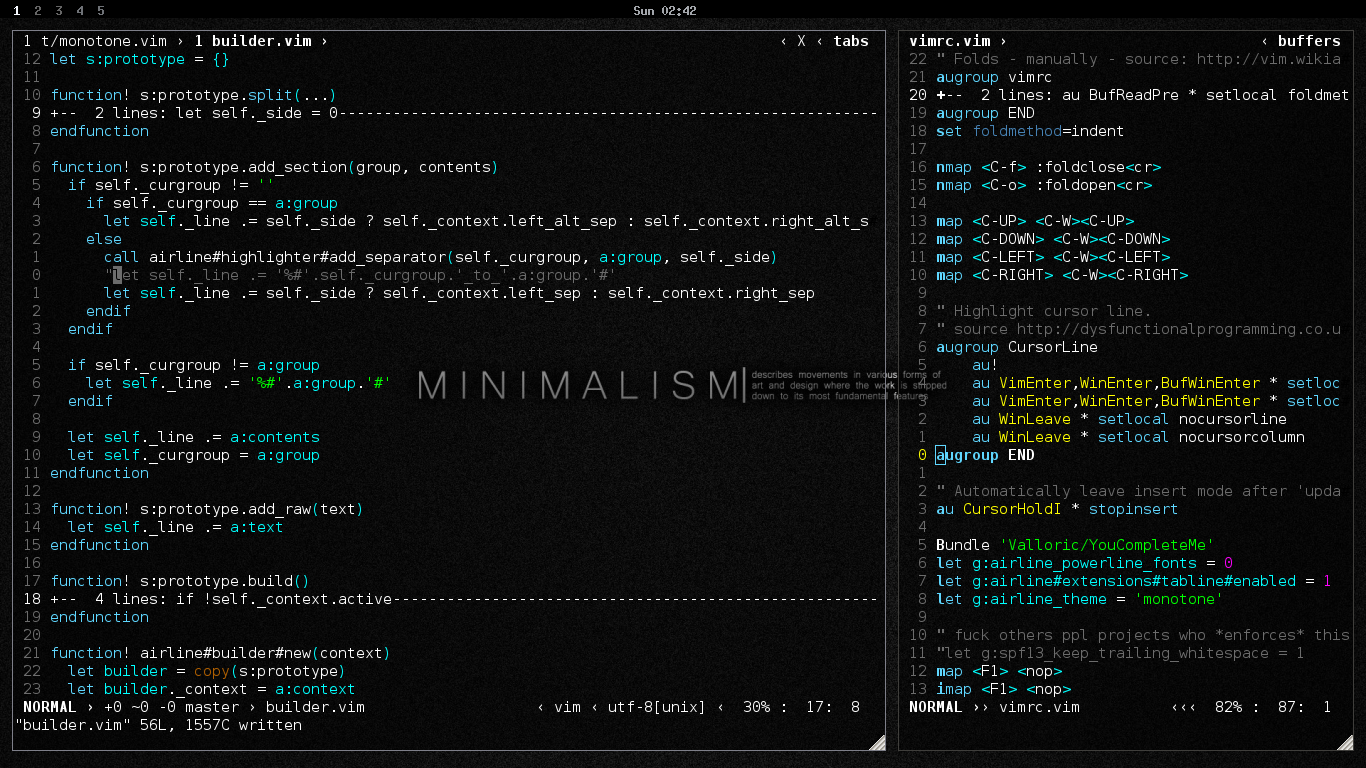 1 2 3 4 5
Sun 02:42
1 t/monotone.vim › 1 builder.vim › ‹ X ‹ tabs
12 let s:prototype = {}
11
10 function! s:prototype.split(...)
9 +-- 2 lines: let self._side = 0------------------------------------------------------------
8 endfunction
7
6 function! s:prototype.add_section(group, contents)
5 if self._curgroup != ''
4 if self._curgroup == a:group
3 let self._line .= self._side ? self._context.left_alt_sep : self._context.right_alt_s
2 else
1 call airline#highlighter#add_separator(self._curgroup, a:group, self._side)
0 "let self._line .= '%#'.self._curgroup.'_to_'.a:group.'#'
1 let self._line .= self._side ? self._context.left_sep : self._context.right_sep
2 endif
3 endif
4
5 if self._curgroup != a:group
6 let self._line .= '%#'.a:group.'#'
7 endif
8
9 let self._line .= a:contents
10 let self._curgroup = a:group
11 endfunction
12
13 function! s:prototype.add_raw(text)
14 let self._line .= a:text
15 endfunction
16
17 function! s:prototype.build()
18 +-- 4 lines: if !self._context.active------------------------------------------------------
19 endfunction
20
21 function! airline#builder#new(context)
22 let builder = copy(s:prototype)
23 let builder._context = a:context
NORMAL › +0 ~0 -0 master › builder.vim ‹ vim ‹ utf-8[unix] ‹ 30% : 17: 8
"builder.vim" 56L, 1557C written
MINIMALISM
describes movements in various forms of
art and design where the work is stripped
down to its most fundamental features
vimrc.vim › ‹ buffers
22 " Folds - manually - source: http://vim.wikia
21 augroup vimrc
20 +-- 2 lines: au BufReadPre * setlocal foldmet
19 augroup END
18 set foldmethod=indent
17
16 nmap <C-f> :foldclose<cr>
15 nmap <C-o> :foldopen<cr>
14
13 map <C-UP> <C-W><C-UP>
12 map <C-DOWN> <C-W><C-DOWN>
11 map <C-LEFT> <C-W><C-LEFT>
10 map <C-RIGHT> <C-W><C-RIGHT>
9
8 " Highlight cursor line.
7 " source http://dysfunctionalprogramming.co.u
6 augroup CursorLine
5 au!
4 au VimEnter,WinEnter,BufWinEnter * setloc
3 au VimEnter,WinEnter,BufWinEnter * setloc
2 au WinLeave * setlocal nocursorline
1 au WinLeave * setlocal nocursorcolumn
0 augroup END
1
2 " Automatically leave insert mode after 'upda
3 au CursorHoldI * stopinsert
4
5 Bundle 'Valloric/YouCompleteMe'
6 let g:airline_powerline_fonts = 0
7 let g:airline#extensions#tabline#enabled = 1
8 let g:airline_theme = 'monotone'
9
10 " fuck others ppl projects who *enforces* this
11 "let g:spf13_keep_trailing_whitespace = 1
12 map <F1> <nop>
13 imap <F1> <nop>
NORMAL ›› vimrc.vim ‹‹‹ 82% : 87: 1